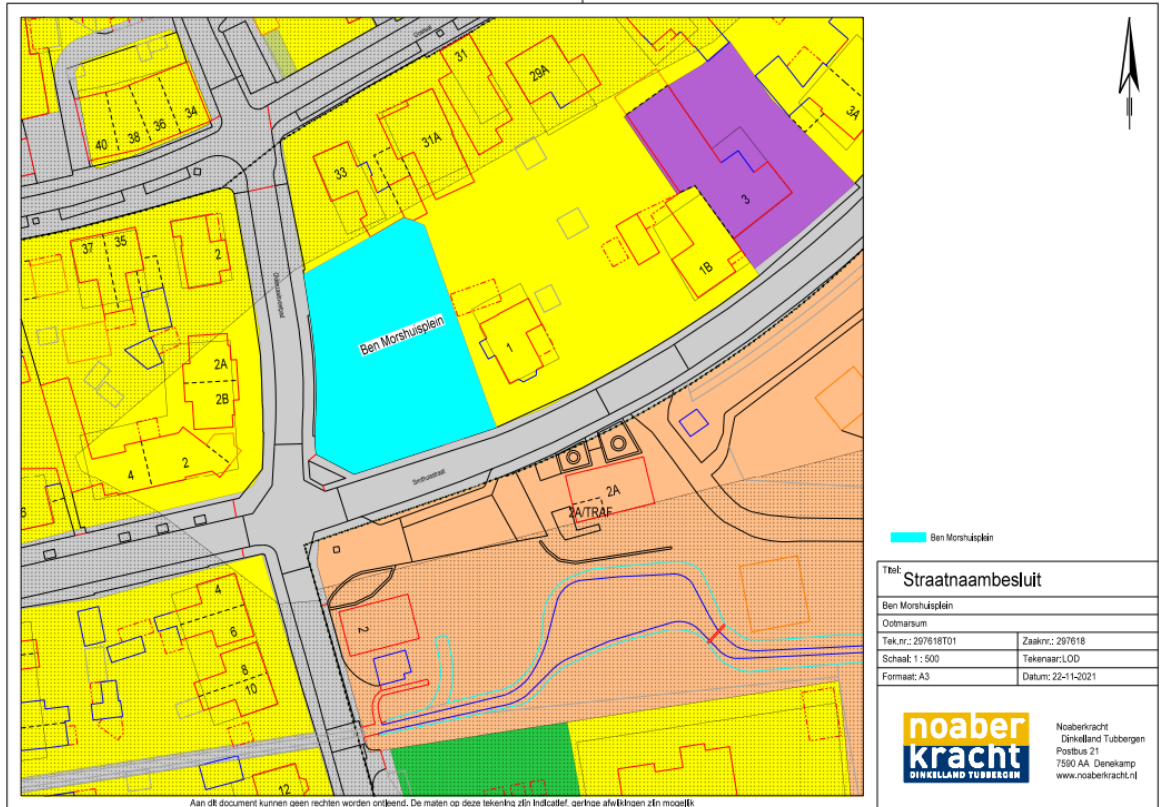 40
38
36
34
33
31A
31
29A
3A
3
1B
1
37
35
2
2A
2B
4
2
6
Ben Morshuisplein
Smithuisstraat
2A
2A/TRAF
2
4
6
8
10
12
Ben Morshuisplein
Titel: Straatnaambesluit
Ben Morshuisplein
Ootmarsum
Tek.nr.: 297618T01 Zaaknr.: 297618
Schaal: 1 : 500 Tekenaar: LOD
Formaat: A3 Datum: 22-11-2021
noaber
kracht
DINKELLAND TUBBERGEN
Noaberkracht
Dinkelland Tubbergen
Postbus 21
7590 AA Denekamp
www.noaberkracht.nl
Aan dit document kunnen geen rechten worden ontleend. De maten op deze tekening zijn indicatief, geringe afwijkingen zijn mogelijk